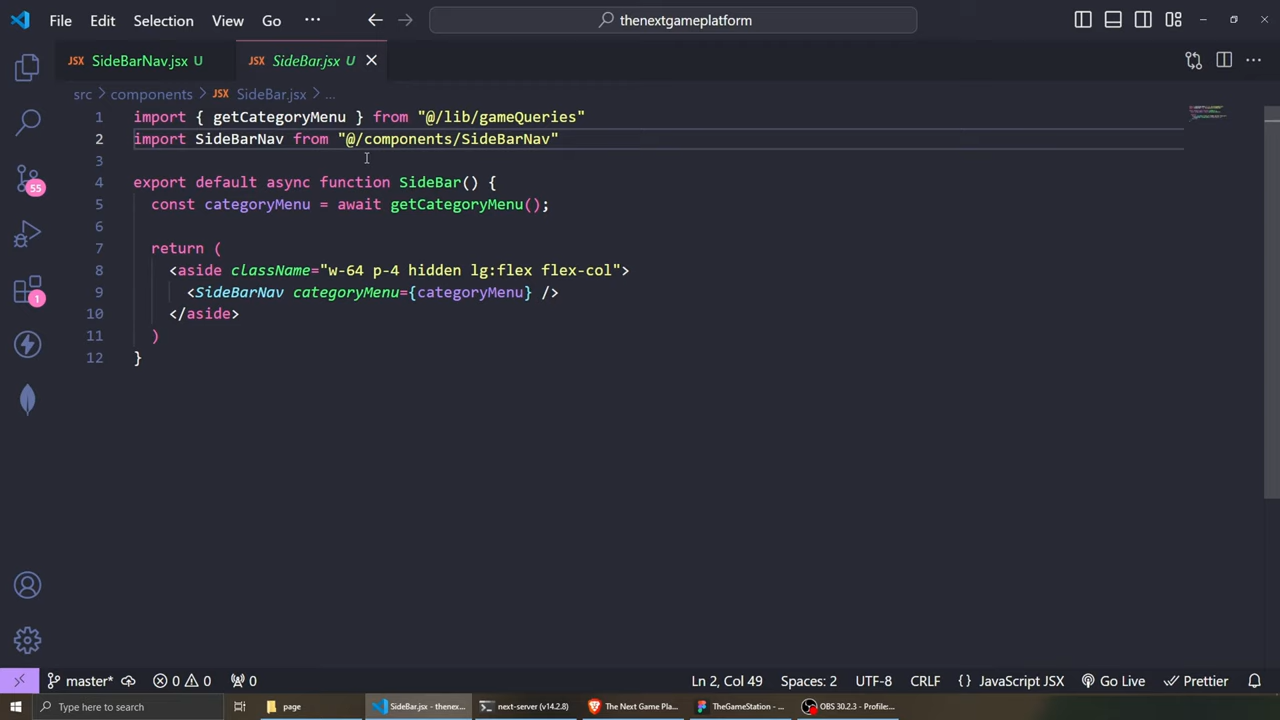 File Edit Selection View Go ··· thenextgameplatform
JSX SideBarNav.jsx U JSX SideBar.jsx U
src > components > JSX SideBar.jsx > ...
1 import { getCategoryMenu } from "@/lib/gameQueries"
2 import SideBarNav from "@/components/SideBarNav"
3
4 export default async function SideBar() {
5 const categoryMenu = await getCategoryMenu();
6
7 return (
8 <aside className="w-64 p-4 hidden lg:flex flex-col">
9 <SideBarNav categoryMenu={categoryMenu} />
10 </aside>
11 )
12 }
55
1
master* 0 0 0 Ln 2, Col 49 Spaces: 2 UTF-8 CRLF {} JavaScript JSX Go Live Prettier
Type here to search page SideBar.jsx - thenex... next-server (v14.2.8) The Next Game Pla... TheGameStation - ... OBS 30.2.3 - Profile:...